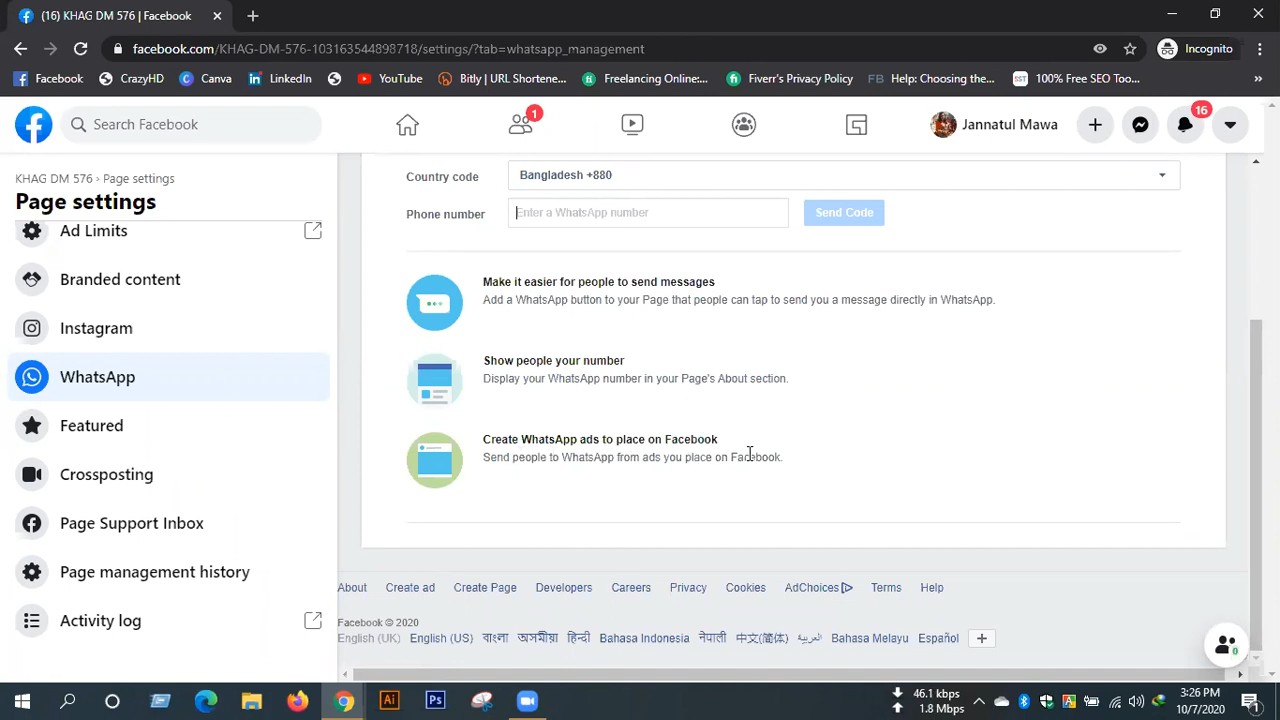 (16) KHAG DM 576 | Facebook
facebook.com/KHAG-DM-576-103163544898718/settings/?tab=whatsapp_management
Incognito
Facebook
CrazyHD
Canva
LinkedIn
YouTube
Bitly | URL Shortene...
Freelancing Online:...
Fiverr's Privacy Policy
FB Help: Choosing the...
SST 100% Free SEO Too...
»
Search Facebook
1
Jannatul Mawa
16
KHAG DM 576 > Page settings
Page settings
Ad Limits
Branded content
Instagram
WhatsApp
Featured
Crossposting
Page Support Inbox
Page management history
Activity log
Country code
Bangladesh +880
Phone number
Enter a WhatsApp number
Send Code
Make it easier for people to send messages
Add a WhatsApp button to your Page that people can tap to send you a message directly in WhatsApp.
Show people your number
Display your WhatsApp number in your Page's About section.
Create WhatsApp ads to place on Facebook
Send people to WhatsApp from ads you place on Facebook.
About Create ad Create Page Developers Careers Privacy Cookies AdChoices Terms Help
Facebook © 2020
English (UK) English (US) বাংলা অসমীয়া हिन्दी Bahasa Indonesia नेपाली 中文(简体) العربية Bahasa Melayu Español
0
Ai
Ps
46.1 kbps
1.8 Mbps
3:26 PM
10/7/2020
1